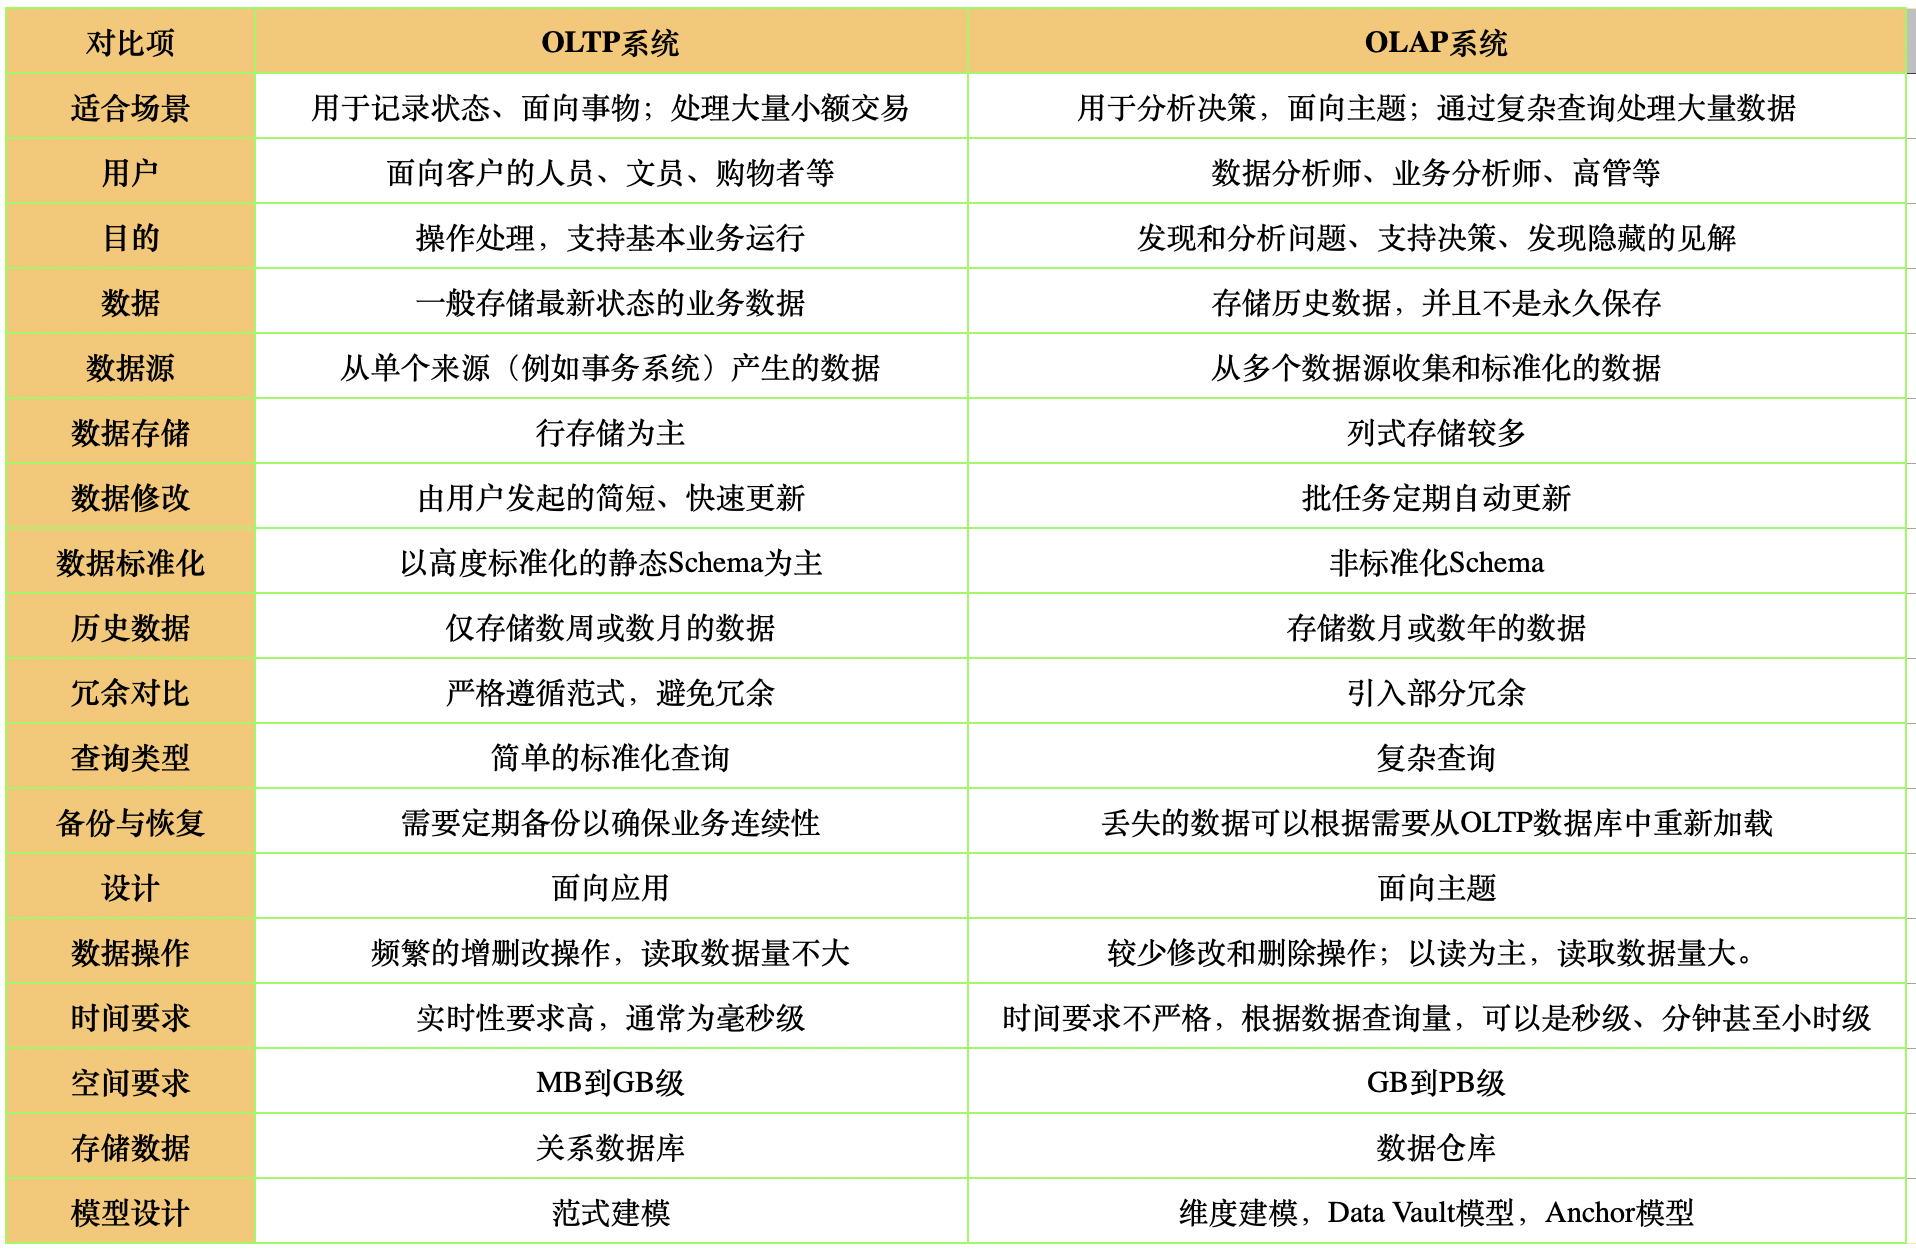 对比项 OLTP系统 OLAP系统
适合场景 用于记录状态、面向事物；处理大量小额交易 用于分析决策，面向主题；通过复杂查询处理大量数据
用户 面向客户的人员、文员、购物者等 数据分析师、业务分析师、高管等
目的 操作处理，支持基本业务运行 发现和分析问题、支持决策、发现隐藏的见解
数据 一般存储最新状态的业务数据 存储历史数据，并且不是永久保存
数据源 从单个来源（例如事务系统）产生的数据 从多个数据源收集和标准化的数据
数据存储 行存储为主 列式存储较多
数据修改 由用户发起的简短、快速更新 批任务定期自动更新
数据标准化 以高度标准化的静态Schema为主 非标准化Schema
历史数据 仅存储数周或数月的数据 存储数月或数年的数据
冗余对比 严格遵循范式，避免冗余 引入部分冗余
查询类型 简单的标准化查询 复杂查询
备份与恢复 需要定期备份以确保业务连续性 丢失的数据可以根据需要从OLTP数据库中重新加载
设计 面向应用 面向主题
数据操作 频繁的增删改操作，读取数据量不大 较少修改和删除操作；以读为主，读取数据量大。
时间要求 实时性要求高，通常为毫秒级 时间要求不严格，根据数据查询量，可以是秒级、分钟甚至小时级
空间要求 MB到GB级 GB到PB级
存储数据 关系数据库 数据仓库
模型设计 范式建模 维度建模，Data Vault模型，Anchor模型